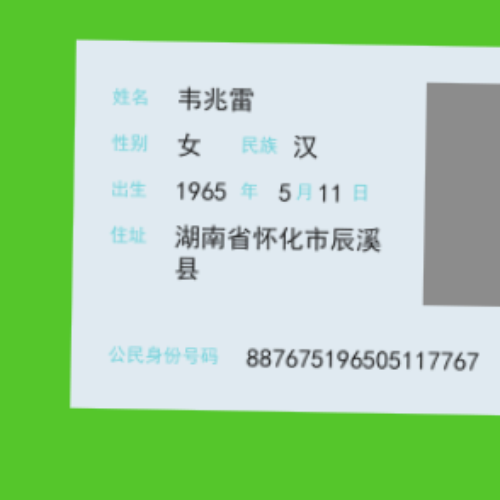 姓名 韦兆雷
性别 女 民族 汉
出生 1965 年 5 月 11 日
住址 湖南省怀化市辰溪
县
公民身份号码 887675196505117767